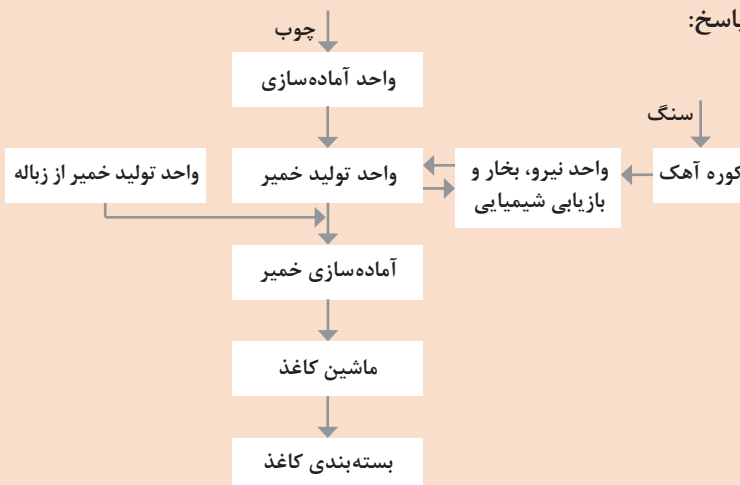 پاسخ:
چوب
واحد آماده‌سازی
سنگ
کوره آهک
واحد نیرو، بخار و
بازیابی شیمیایی
واحد تولید خمیر
واحد تولید خمیر از زباله
آماده‌سازی خمیر
ماشین کاغذ
بسته‌بندی کاغذ